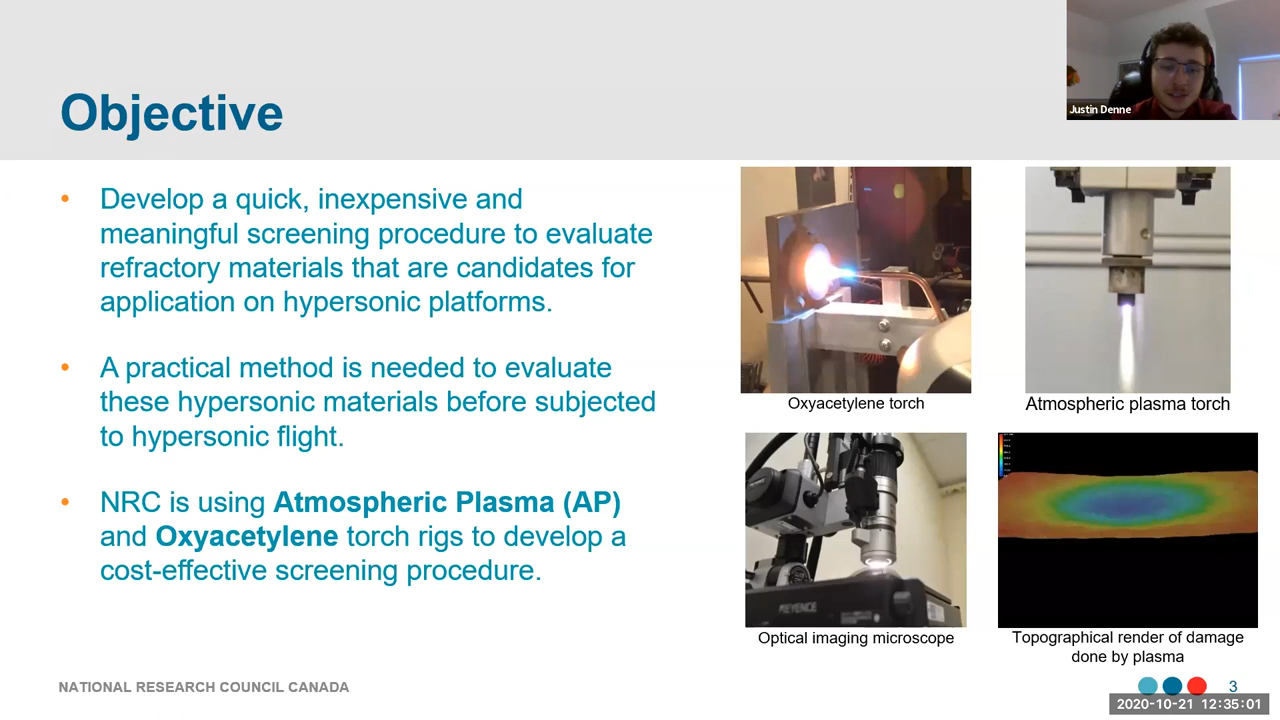 Justin Denne
Objective
• Develop a quick, inexpensive and
meaningful screening procedure to evaluate
refractory materials that are candidates for
application on hypersonic platforms.
• A practical method is needed to evaluate
these hypersonic materials before subjected
to hypersonic flight.
• NRC is using Atmospheric Plasma (AP)
and Oxyacetylene torch rigs to develop a
cost-effective screening procedure.
Oxyacetylene torch
Atmospheric plasma torch
KEYENCE
Optical imaging microscope
Topographical render of damage
done by plasma
NATIONAL RESEARCH COUNCIL CANADA
3
2020-10-21 12:35:01